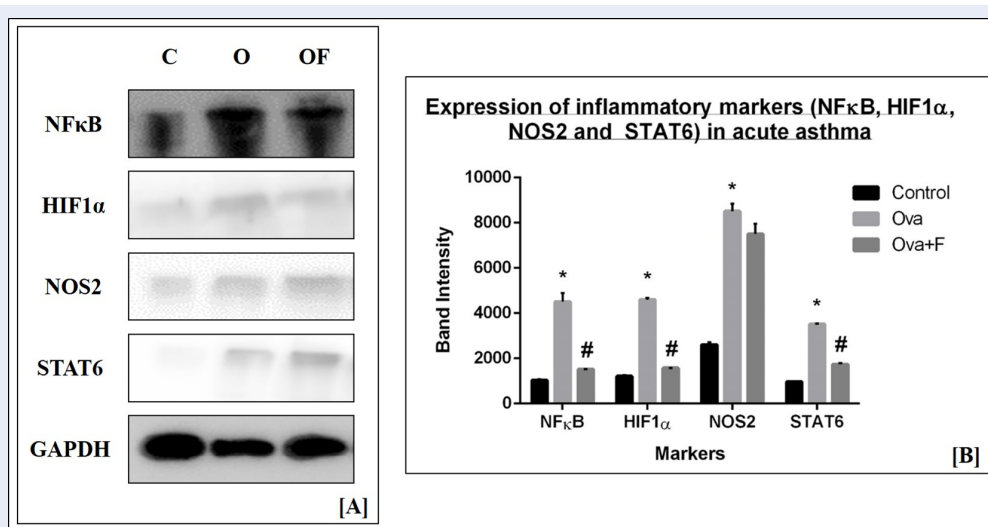 C O OF
NFκB
HIF1α
NOS2
STAT6
GAPDH
[A]
Expression of inflammatory markers (NFκB, HIF1α,
NOS2 and STAT6) in acute asthma
10000
8000
6000
4000
2000
0
Band Intensity
* # * # * * #
NFκB HIF1α NOS2 STAT6
Markers
Control
Ova
Ova+F
[B]